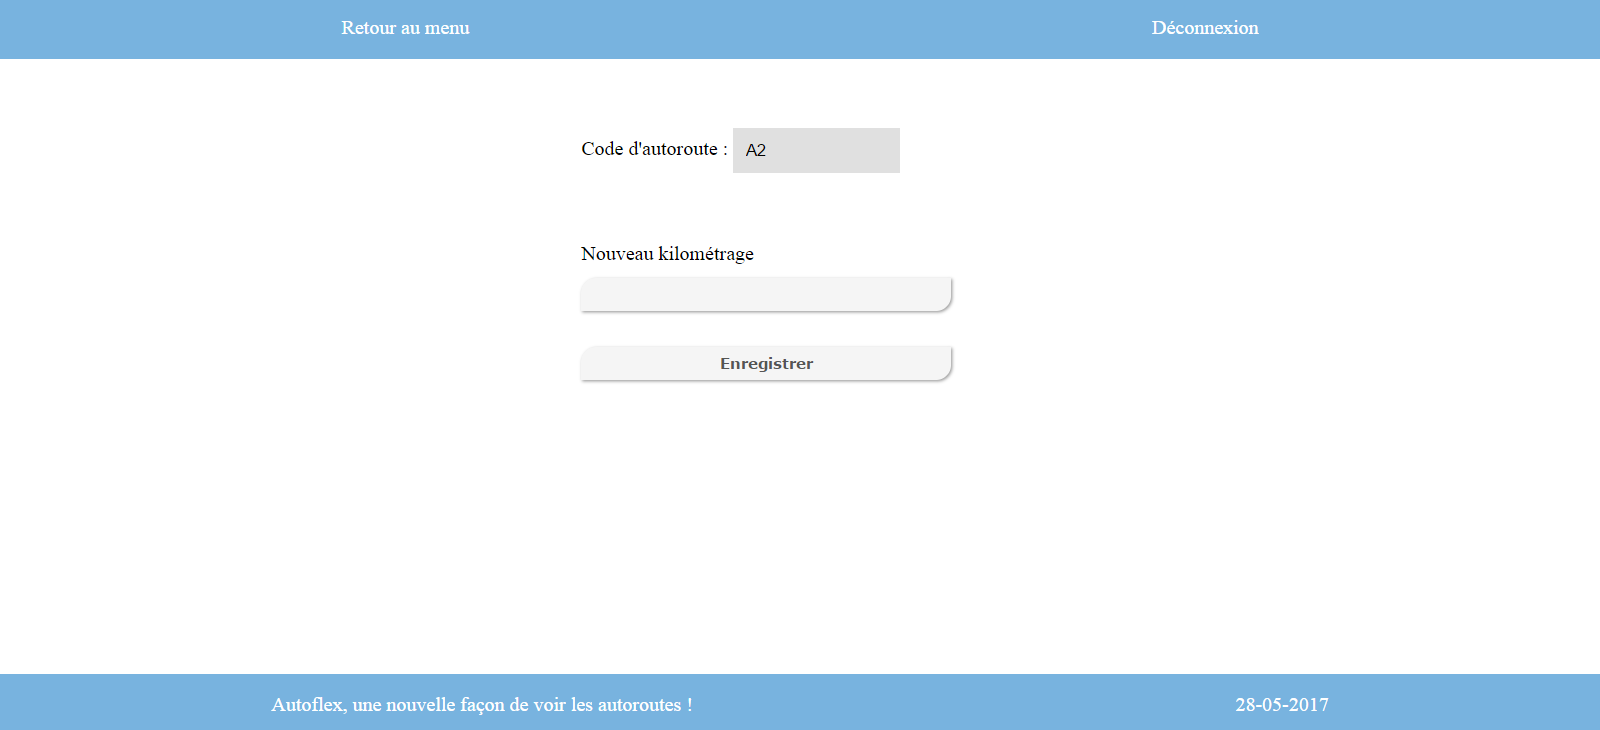 Retour au menu
Déconnexion
Code d'autoroute : A2
Nouveau kilométrage
Enregistrer
Autoflex, une nouvelle façon de voir les autoroutes !
28-05-2017